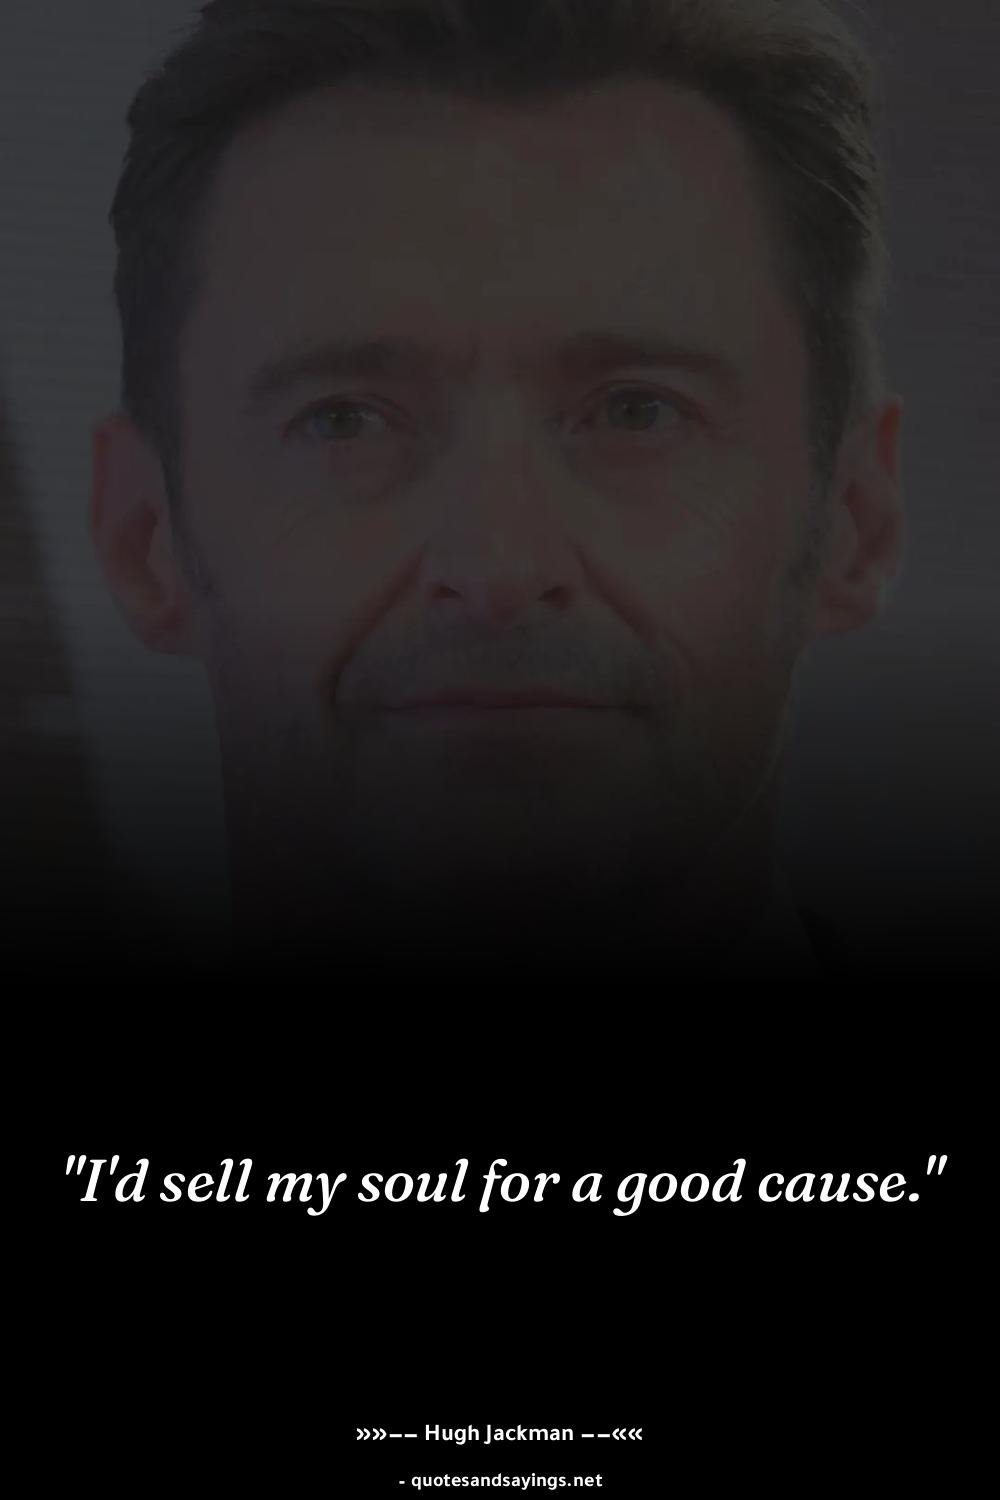 "I'd sell my soul for a good cause."
»»−− Hugh Jackman −−««
- quotesandsayings.net